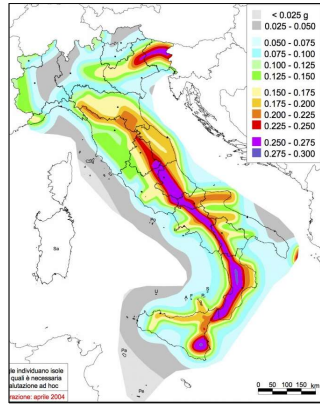 < 0.025 g
0.025 - 0.050
0.050 - 0.075
0.075 - 0.100
0.100 - 0.125
0.125 - 0.150
0.150 - 0.175
0.175 - 0.200
0.200 - 0.225
0.225 - 0.250
0.250 - 0.275
0.275 - 0.300
le individuano isole
quali è necessaria
alutazione ad hoc
razione: aprile 2004
0 50 100 150 km